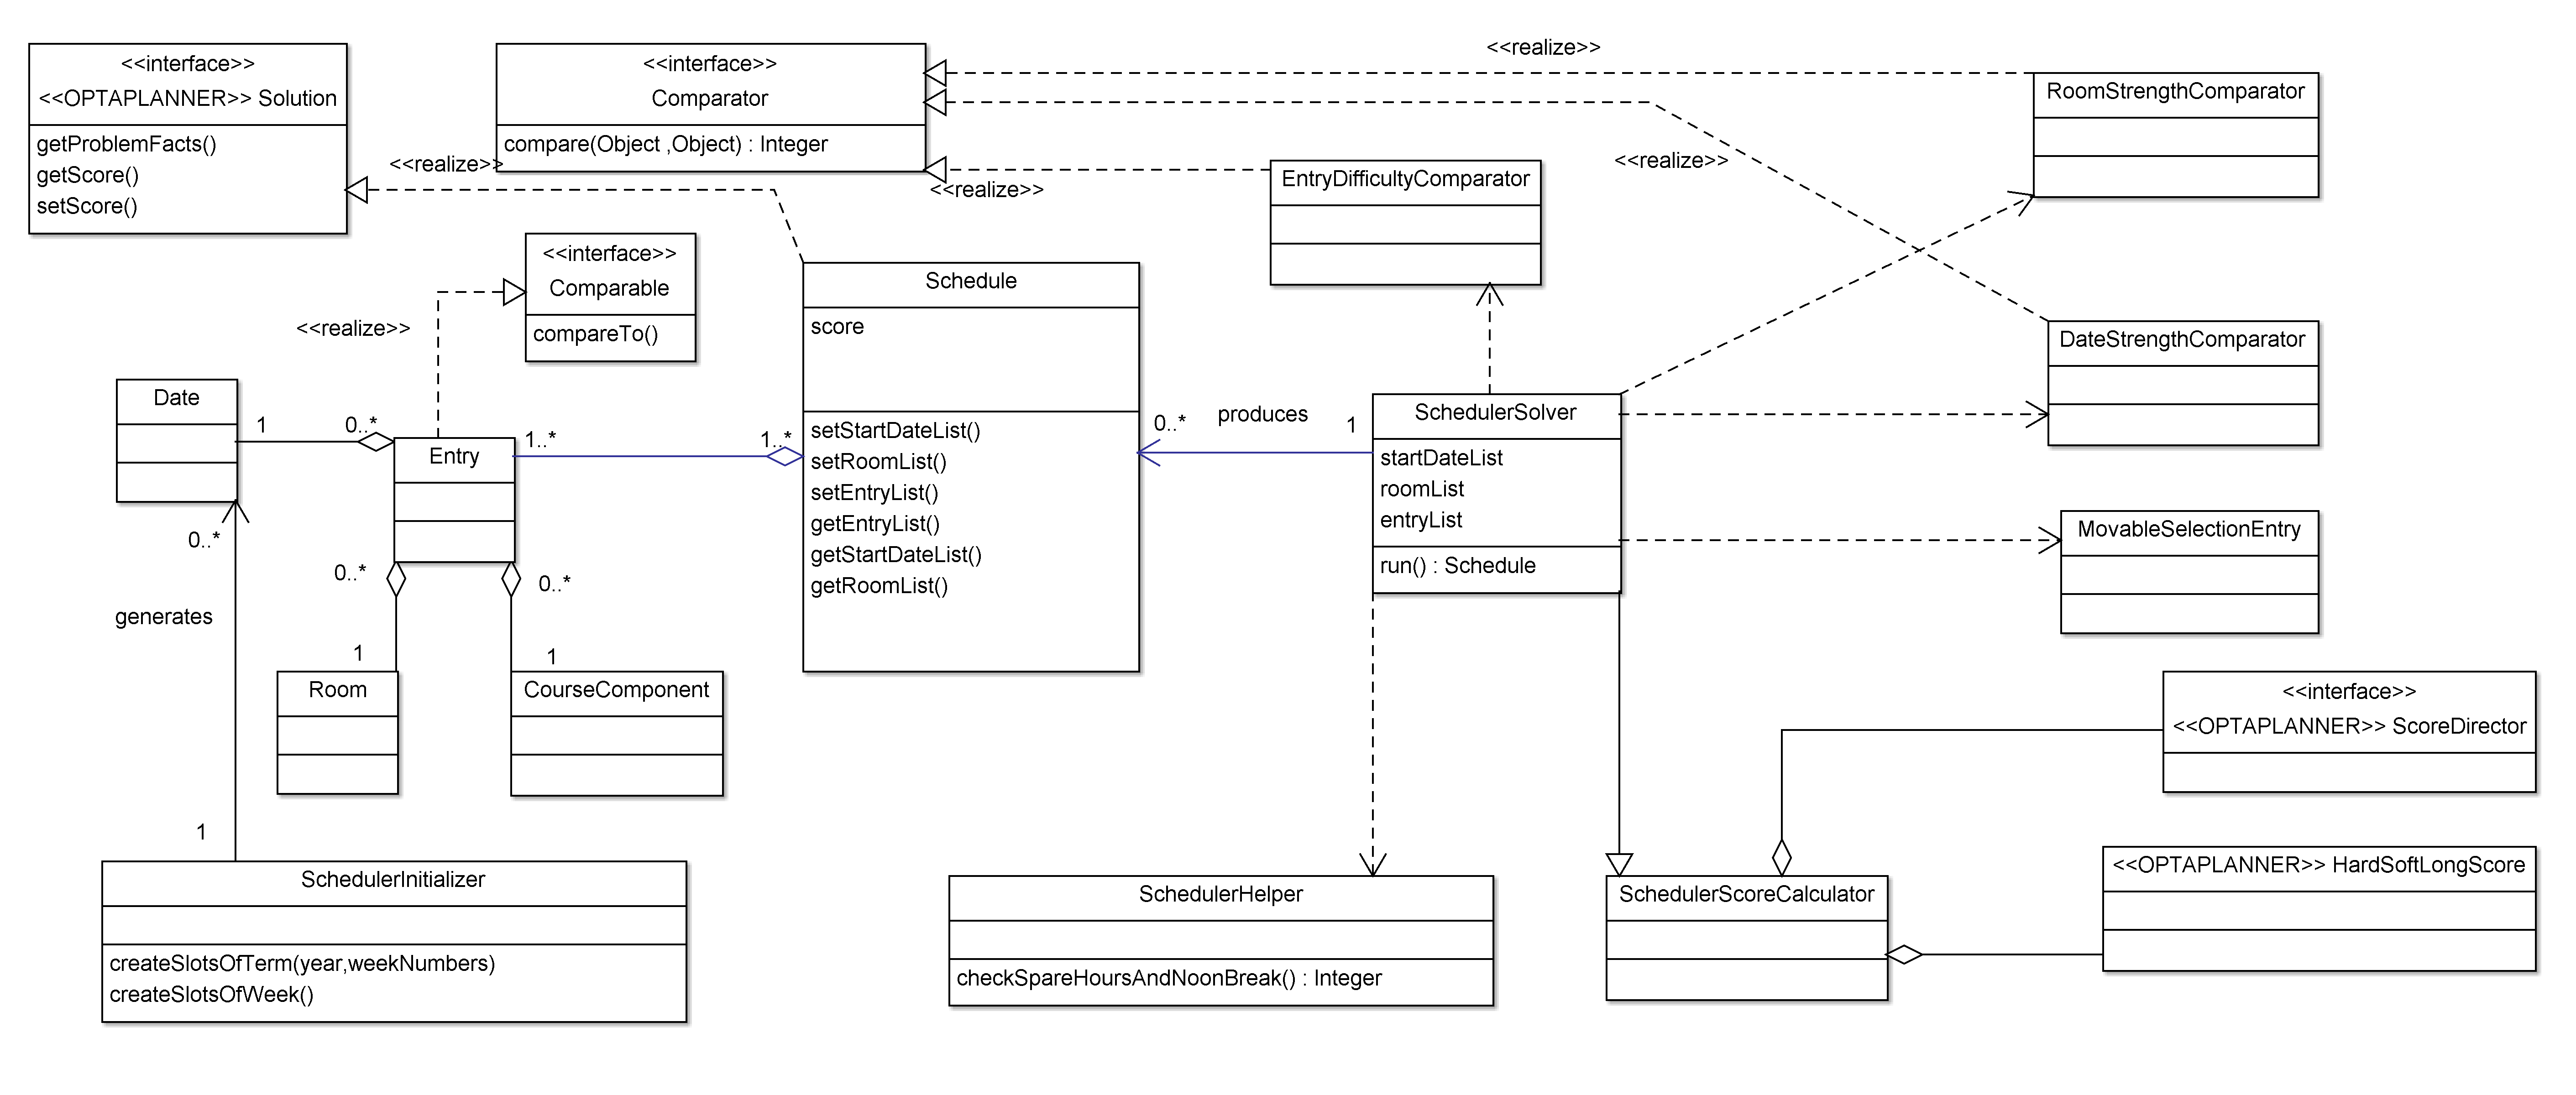 <<interface>>
<<OPTAPLANNER>> Solution
getProblemFacts()
getScore()
setScore()
<<interface>>
Comparator
compare(Object ,Object) : Integer
<<realize>>
<<realize>>
<<realize>>
<<realize>>
RoomStrengthComparator
EntryDifficultyComparator
<<interface>>
Comparable
compareTo()
<<realize>>
Schedule
score
setStartDateList()
setRoomList()
setEntryList()
getEntryList()
getStartDateList()
getRoomList()
DateStrengthComparator
Date
1
0..*
Entry
1..*
1..*
0..*
produces
1
SchedulerSolver
startDateList
roomList
entryList
run() : Schedule
MovableSelectionEntry
0..*
generates
1
0..*
1
0..*
1
Room
CourseComponent
<<interface>>
<<OPTAPLANNER>> ScoreDirector
<<OPTAPLANNER>> HardSoftLongScore
SchedulerInitializer
createSlotsOfTerm(year,weekNumbers)
createSlotsOfWeek()
SchedulerHelper
checkSpareHoursAndNoonBreak() : Integer
SchedulerScoreCalculator